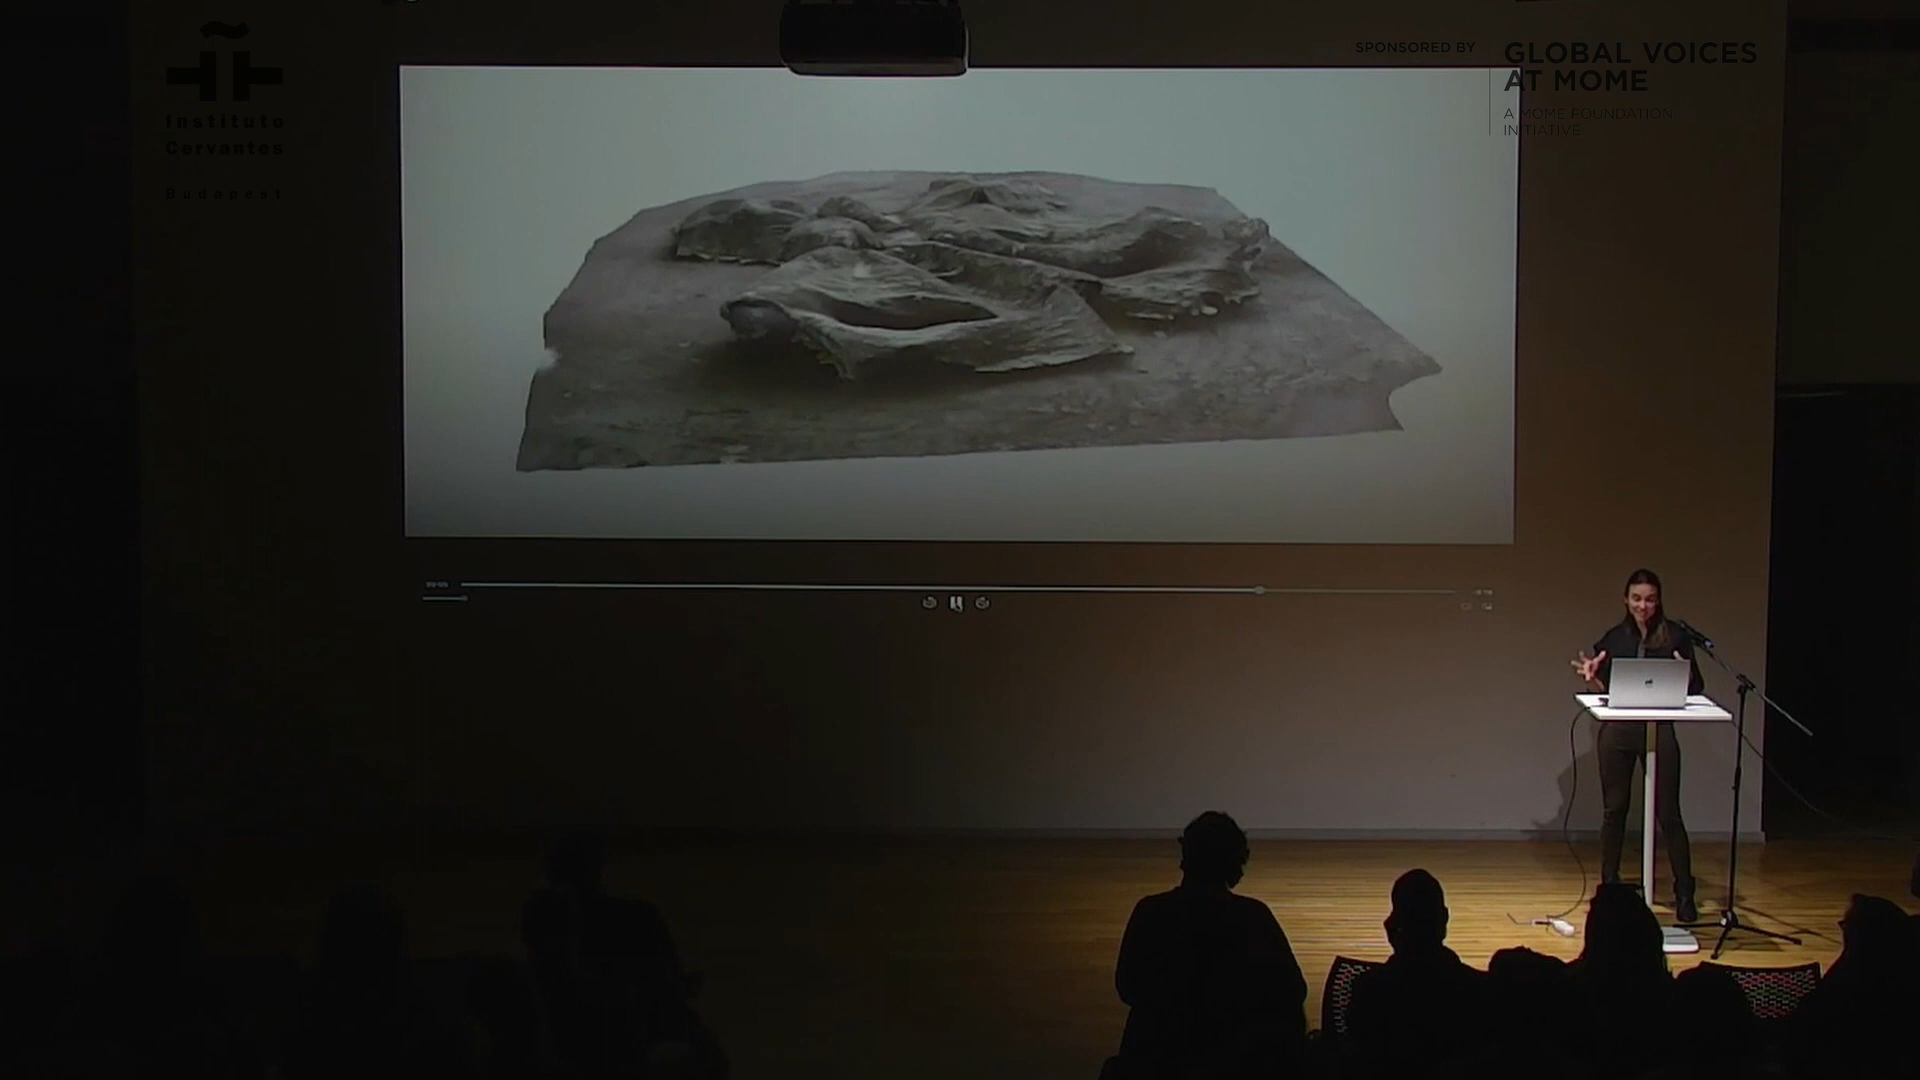 Instituto
Cervantes
Budapest
SPONSORED BY
GLOBAL VOICES
AT MOME
A MOME FOUNDATION
INITIATIVE